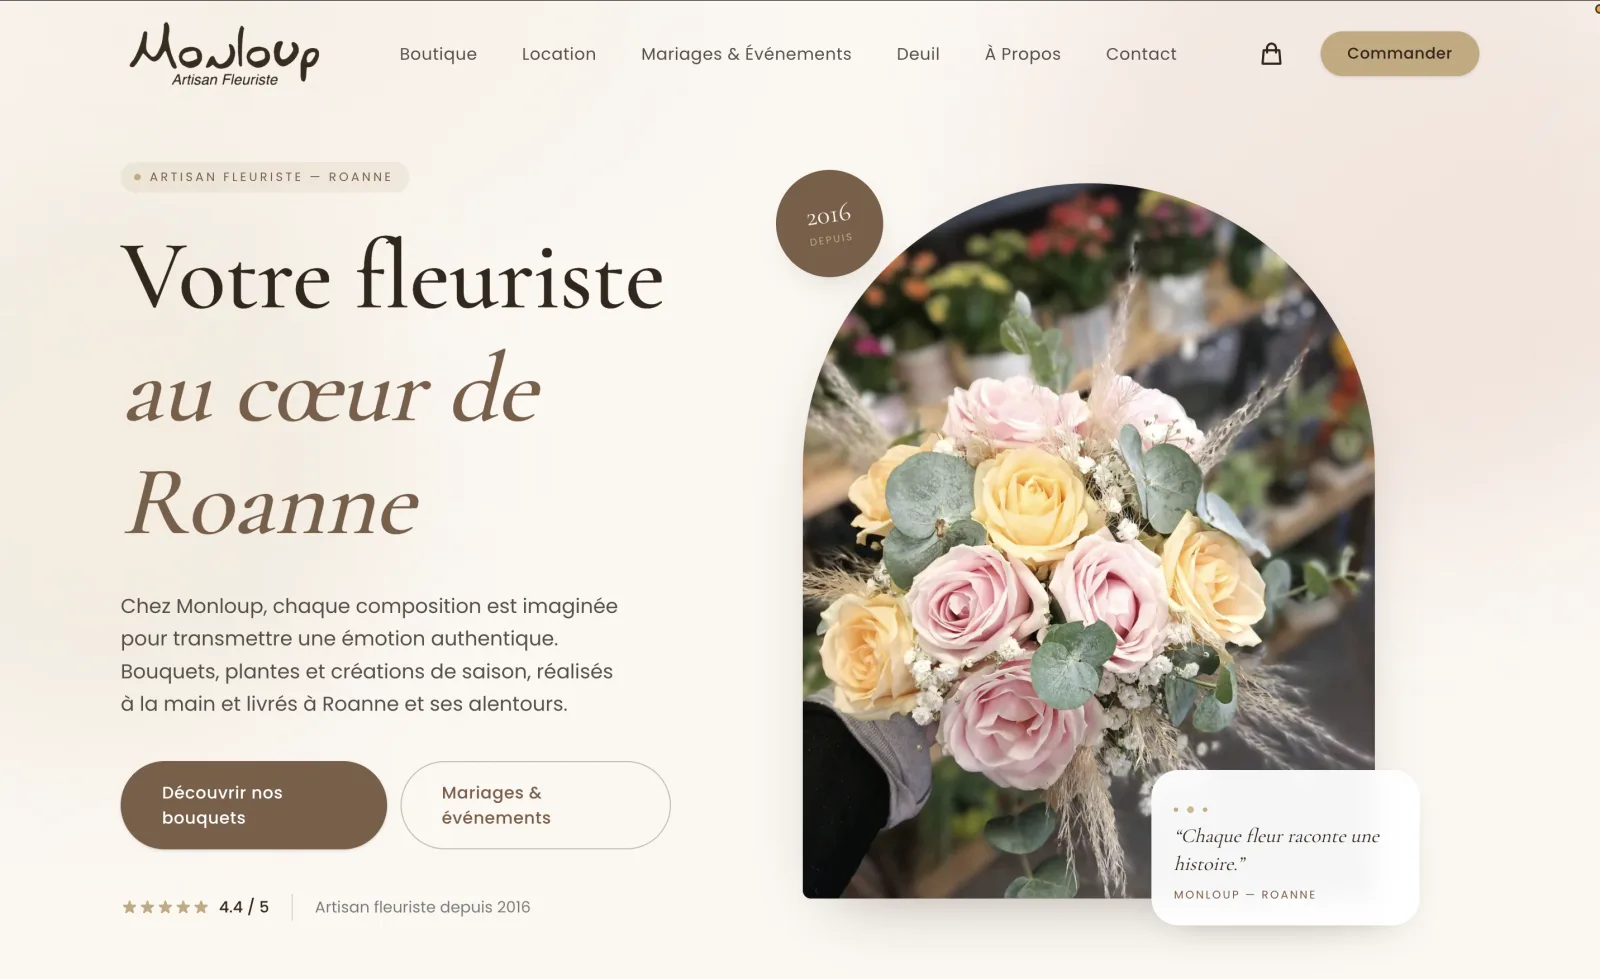 Monloup
Artisan Fleuriste
Boutique
Location
Mariages & Événements
Deuil
À Propos
Contact
Commander
ARTISAN FLEURISTE — ROANNE
Votre fleuriste
au cœur de
Roanne
Chez Monloup, chaque composition est imaginée
pour transmettre une émotion authentique.
Bouquets, plantes et créations de saison, réalisés
à la main et livrés à Roanne et ses alentours.
Découvrir nos
bouquets
Mariages &
événements
4.4 / 5
Artisan fleuriste depuis 2016
2016
DEPUIS
“Chaque fleur raconte une
histoire.”
MONLOUP — ROANNE